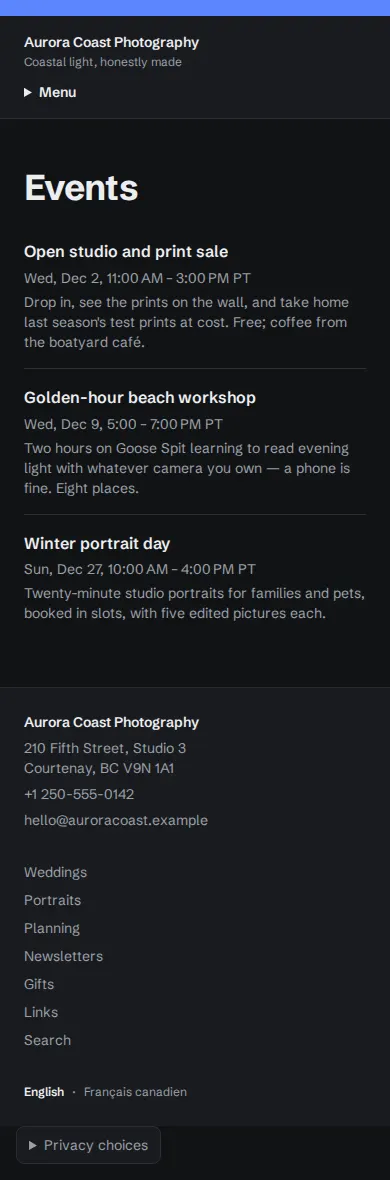 Aurora Coast Photography
Coastal light, honestly made
Menu
Events
Open studio and print sale
Wed, Dec 2, 11:00 AM – 3:00 PM PT
Drop in, see the prints on the wall, and take home
last season's test prints at cost. Free; coffee from
the boatyard café.
Golden-hour beach workshop
Wed, Dec 9, 5:00 – 7:00 PM PT
Two hours on Goose Spit learning to read evening
light with whatever camera you own — a phone is
fine. Eight places.
Winter portrait day
Sun, Dec 27, 10:00 AM – 4:00 PM PT
Twenty-minute studio portraits for families and pets,
booked in slots, with five edited pictures each.
Aurora Coast Photography
210 Fifth Street, Studio 3
Courtenay, BC V9N 1A1
+1 250-555-0142
hello@auroracoast.example
Weddings
Portraits
Planning
Newsletters
Gifts
Links
Search
English · Français canadien
Privacy choices